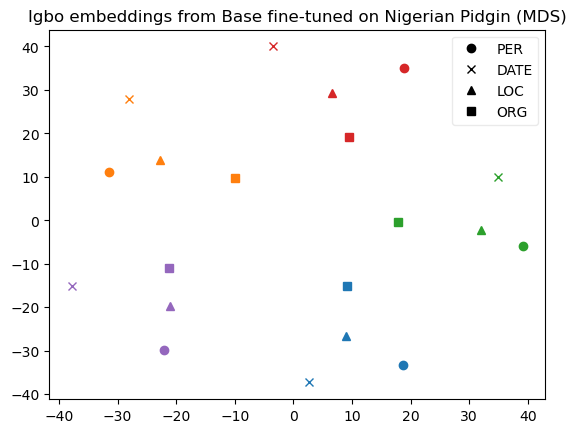 Igbo embeddings from Base fine-tuned on Nigerian Pidgin (MDS)
PER
DATE
LOC
ORG
40
30
20
10
0
−10
−20
−30
−40
−40 −30 −20 −10 0 10 20 30 40